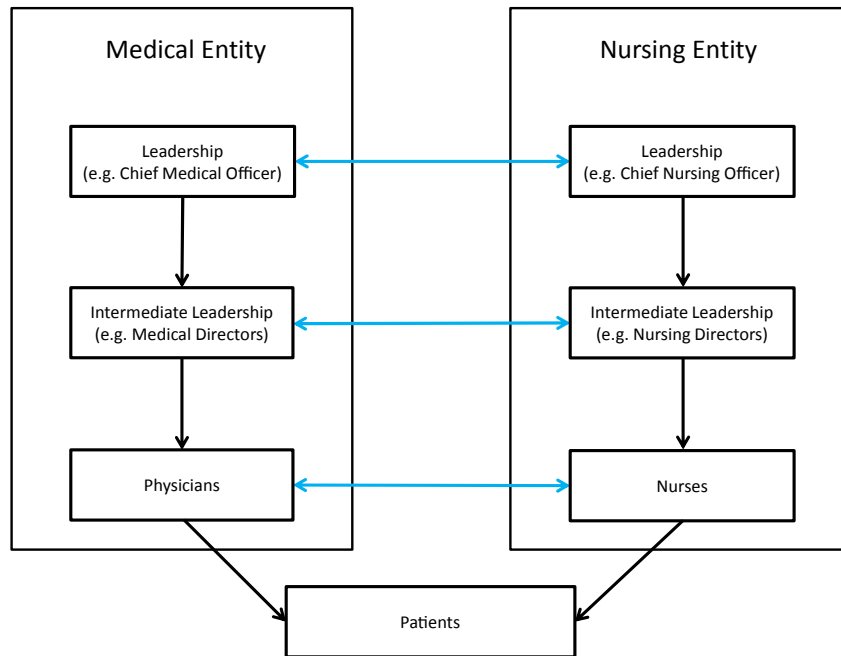 Medical Entity
Nursing Entity
Leadership
(e.g. Chief Medical Officer)
Leadership
(e.g. Chief Nursing Officer)
Intermediate Leadership
(e.g. Medical Directors)
Intermediate Leadership
(e.g. Nursing Directors)
Physicians
Nurses
Patients